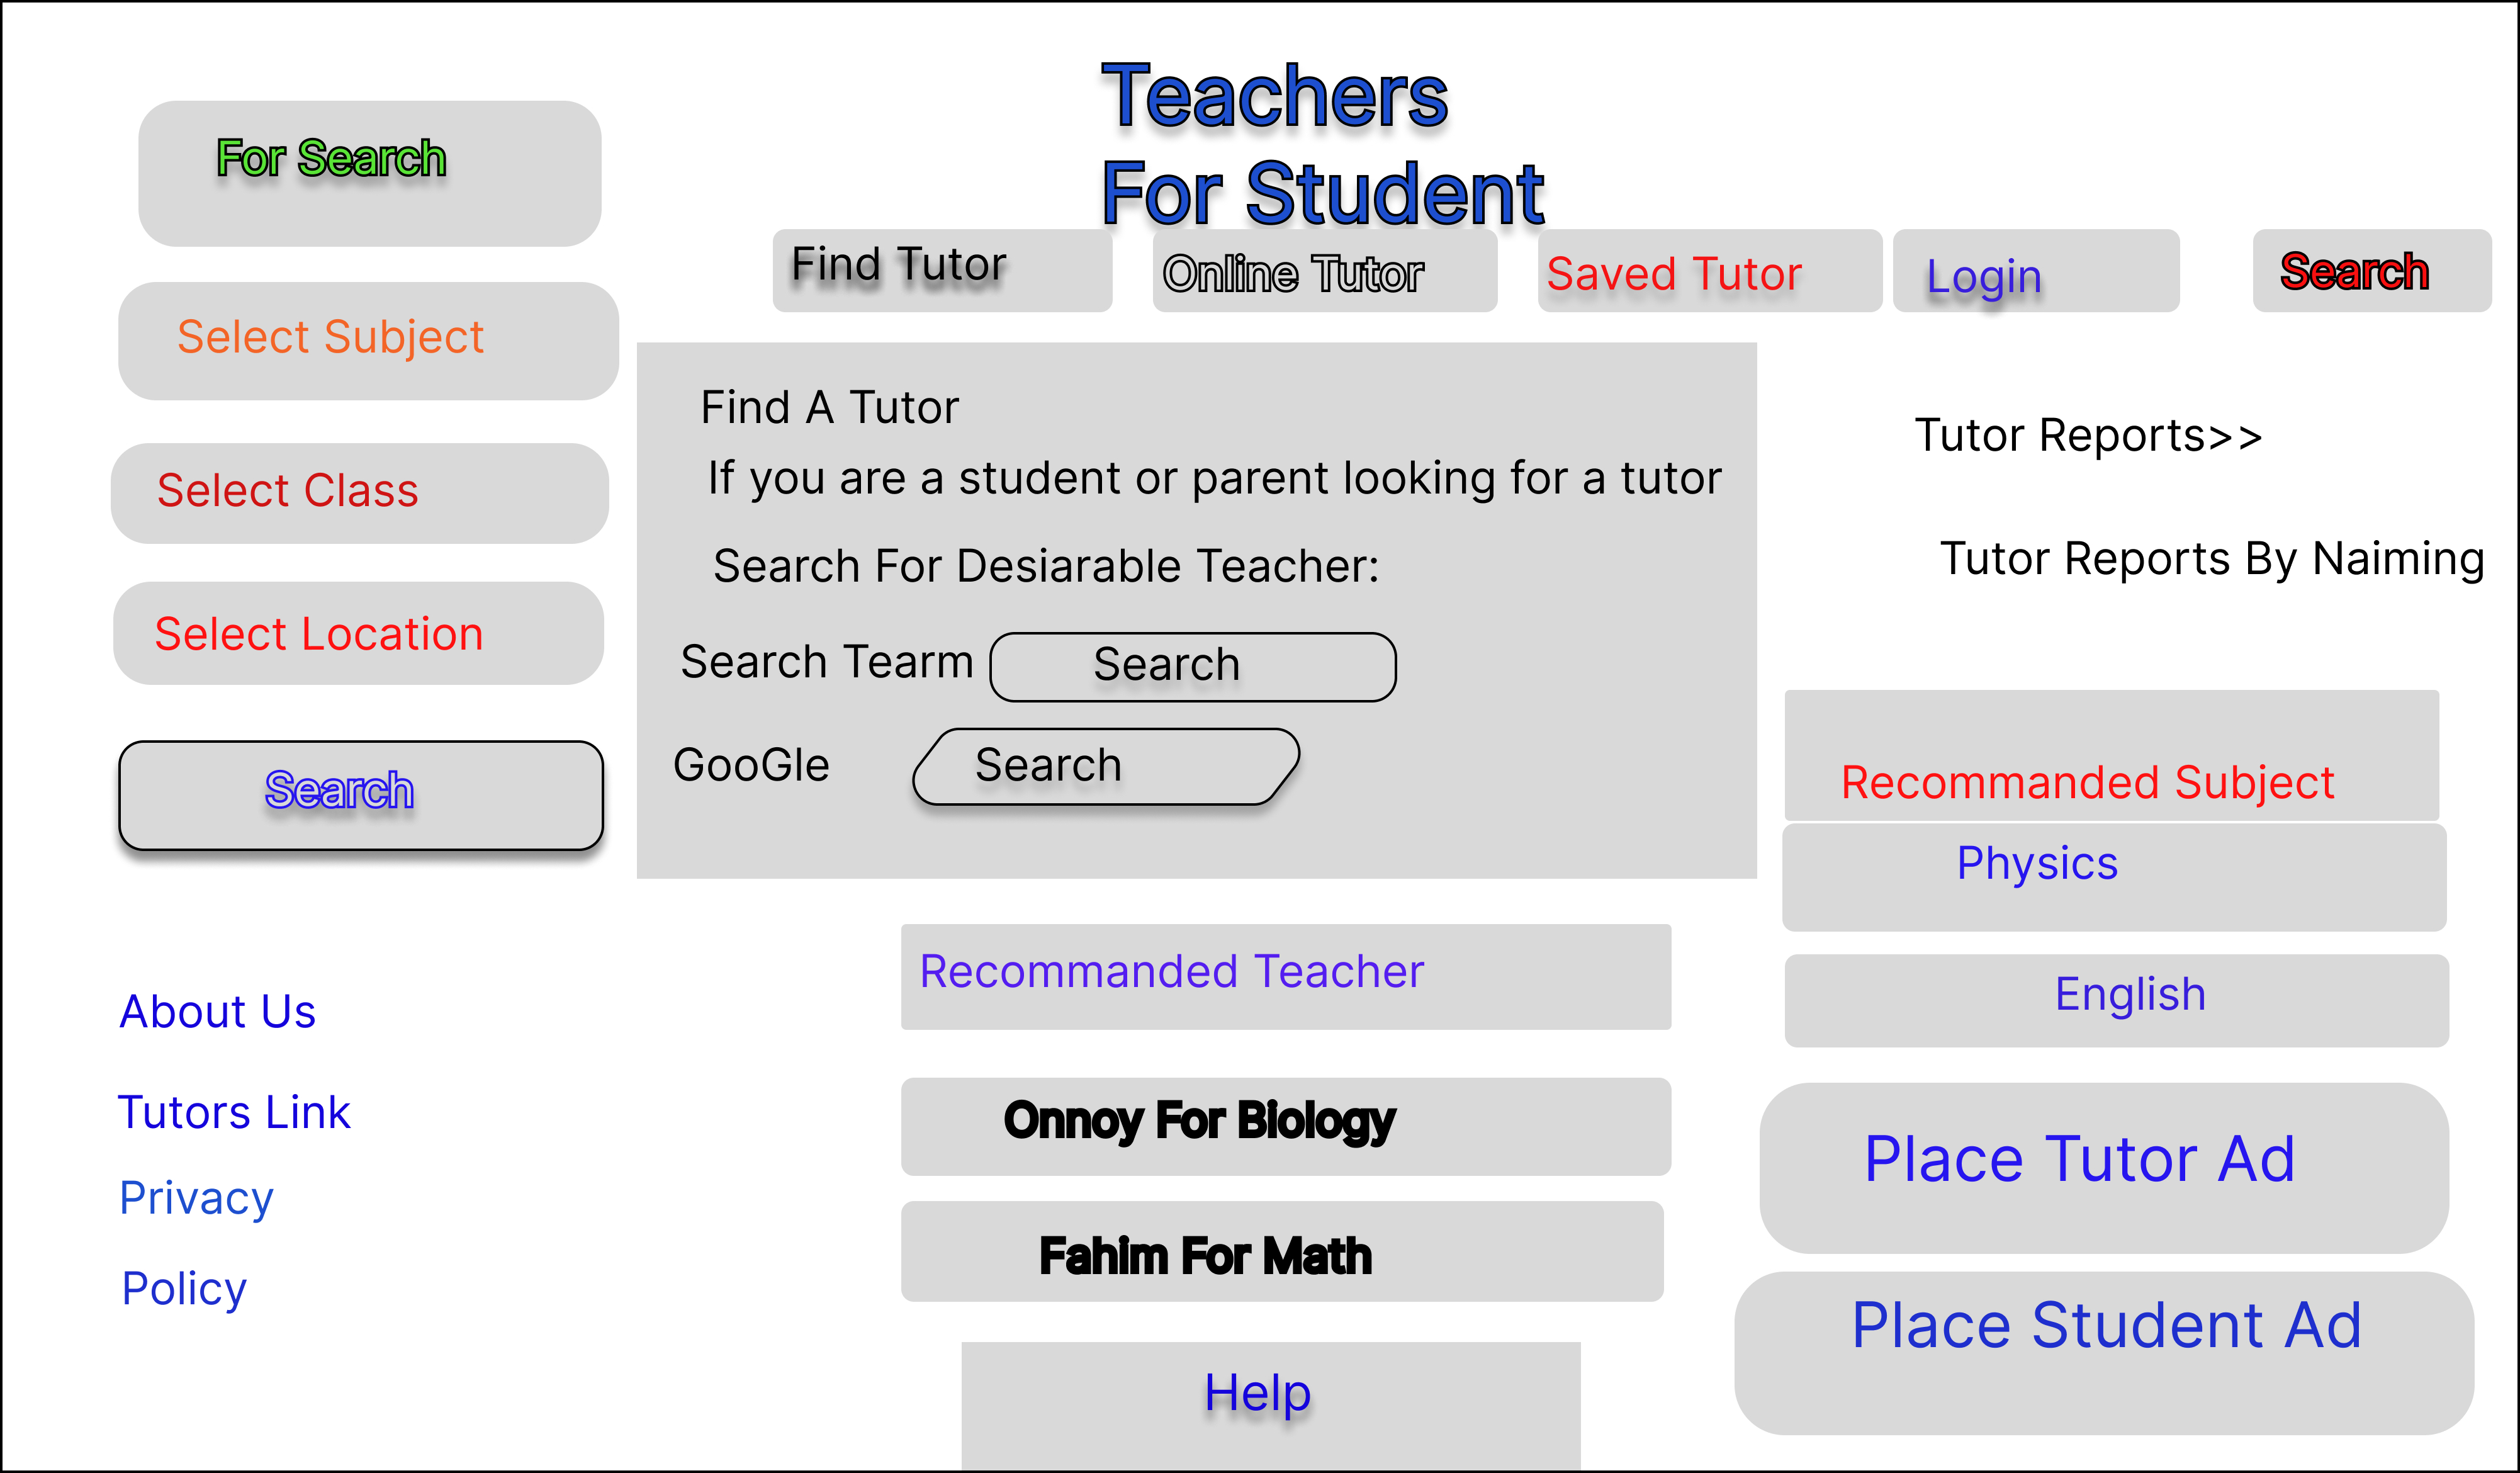 Teachers
For Student
For Search
Find Tutor
Online Tutor
Saved Tutor
Login
Search
Select Subject
Select Class
Select Location
Search
Find A Tutor
If you are a student or parent looking for a tutor
Search For Desiarable Teacher:
Search Tearm
Search
GooGle
Search
Tutor Reports>>
Tutor Reports By Naiming
Recommanded Subject
Physics
English
Recommanded Teacher
Onnoy For Biology
Fahim For Math
Help
Place Tutor Ad
Place Student Ad
About Us
Tutors Link
Privacy
Policy